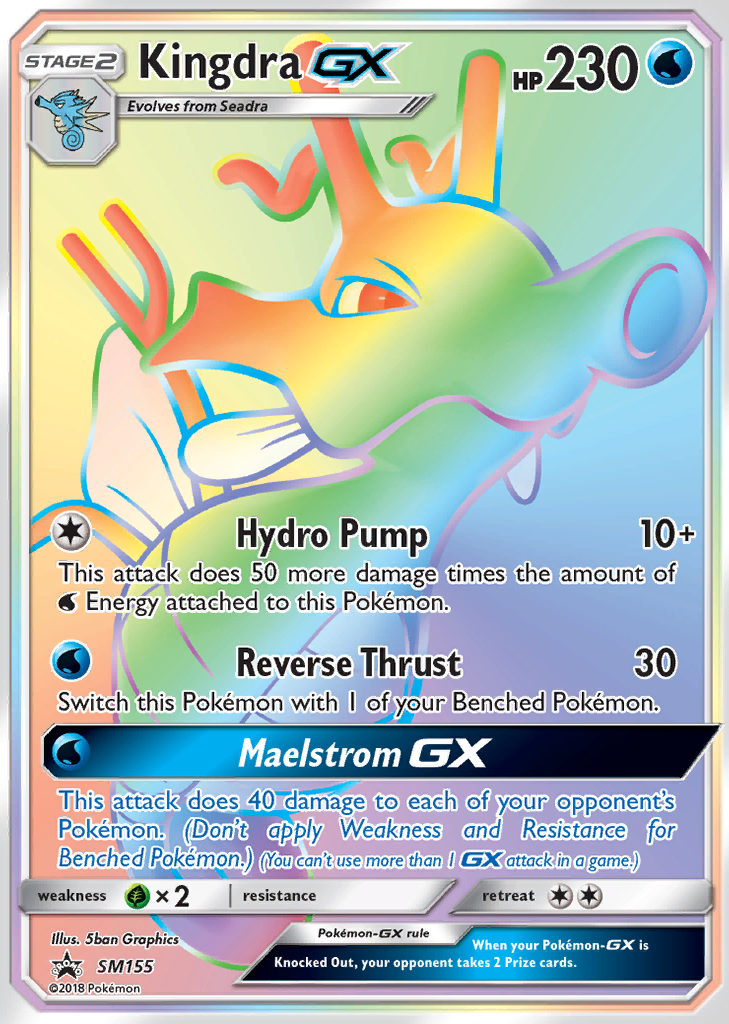 STAGE2 Kingdra GX HP 230
Evolves from Seadra
Hydro Pump 10+
This attack does 50 more damage times the amount of
Energy attached to this Pokémon.
Reverse Thrust 30
Switch this Pokémon with 1 of your Benched Pokémon.
Maelstrom GX
This attack does 40 damage to each of your opponent's
Pokémon. (Don't apply Weakness and Resistance for
Benched Pokémon.) (You can't use more than 1 GX attack in a game.)
weakness ×2 resistance retreat
Illus. 5ban Graphics
SM155
©2018 Pokémon
Pokémon-GX rule
When your Pokémon-GX is
Knocked Out, your opponent takes 2 Prize cards.